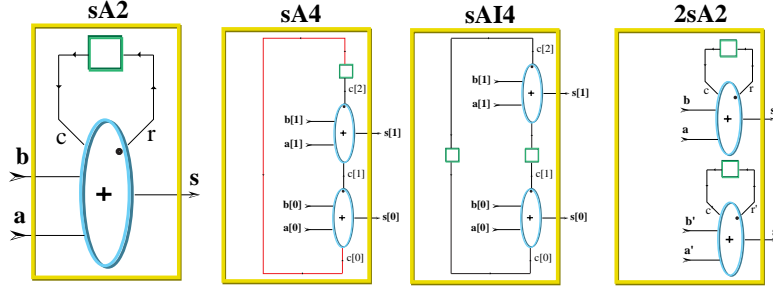 sA2
c
r
b
a
+
s
sA4
c[2]
b[1]
a[1]
+
s[1]
c[1]
b[0]
a[0]
+
s[0]
c[0]
sAI4
c[2]
b[1]
a[1]
+
s[1]
c[1]
b[0]
a[0]
+
s[0]
c[0]
2sA2
c
r
b
a
+
s
c
r'
b'
a'
+